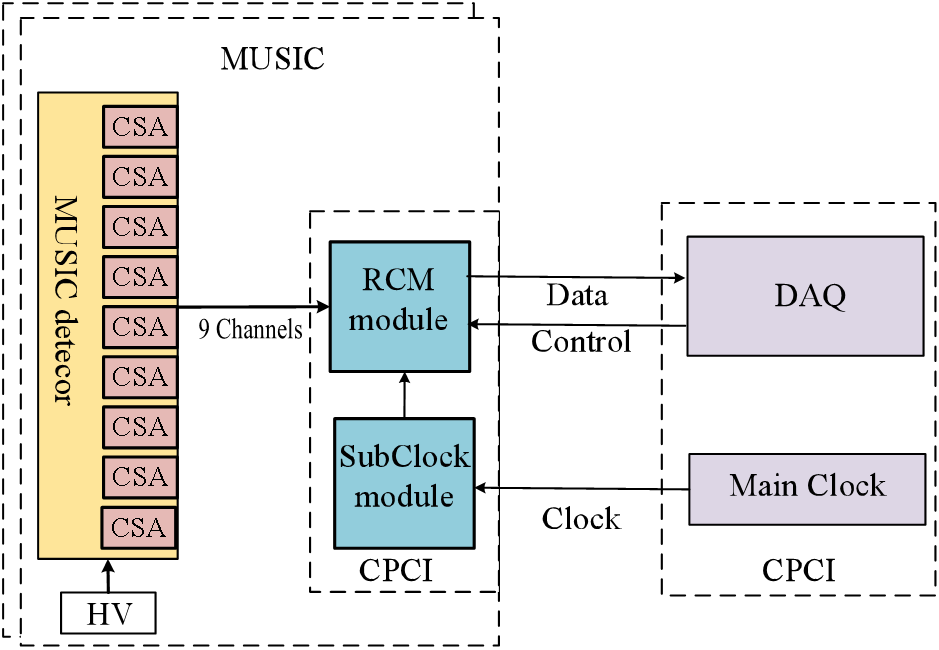 MUSIC
MUSIC detecor
CSA
CSA
CSA
CSA
CSA
CSA
CSA
CSA
CSA
HV
9 Channels
RCM
module
SubClock
module
CPCI
Data
Control
Clock
DAQ
Main Clock
CPCI